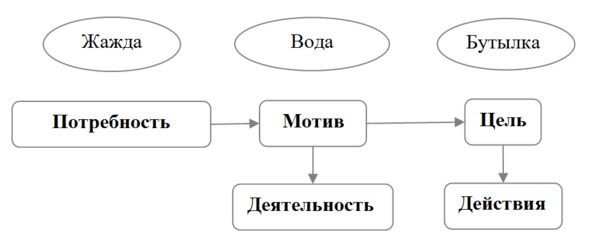 Жажда
Вода
Бутылка
Потребность
Мотив
Цель
Деятельность
Действия